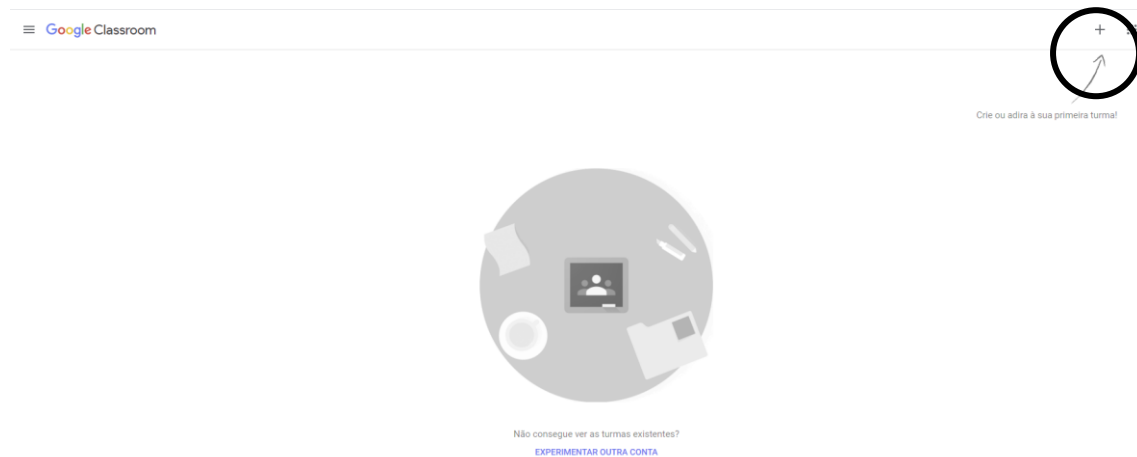 Google Classroom
Crie ou adira à sua primeira turma!
Não consegue ver as turmas existentes?
EXPERIMENTAR OUTRA CONTA